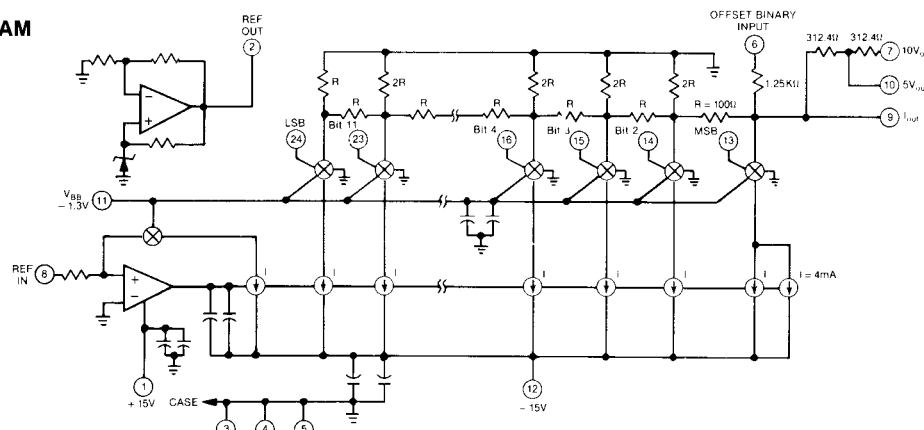 AM
REF
OUT
2
OFFSET BINARY
INPUT
6
312.4Ω 312.4Ω
7 10V
10 5V
1.25KΩ
9
R 2R 2R 2R 2R
R R R R R R = 100Ω
LSB Bit 11 Bit 4 Bit 3 Bit 2 MSB
24 23 16 15 14 13
V_BB
− 1.3V
11
REF
IN
8
I I I I i I i I = 4mA
1
+ 15V
12
− 15V
CASE
3 4 5